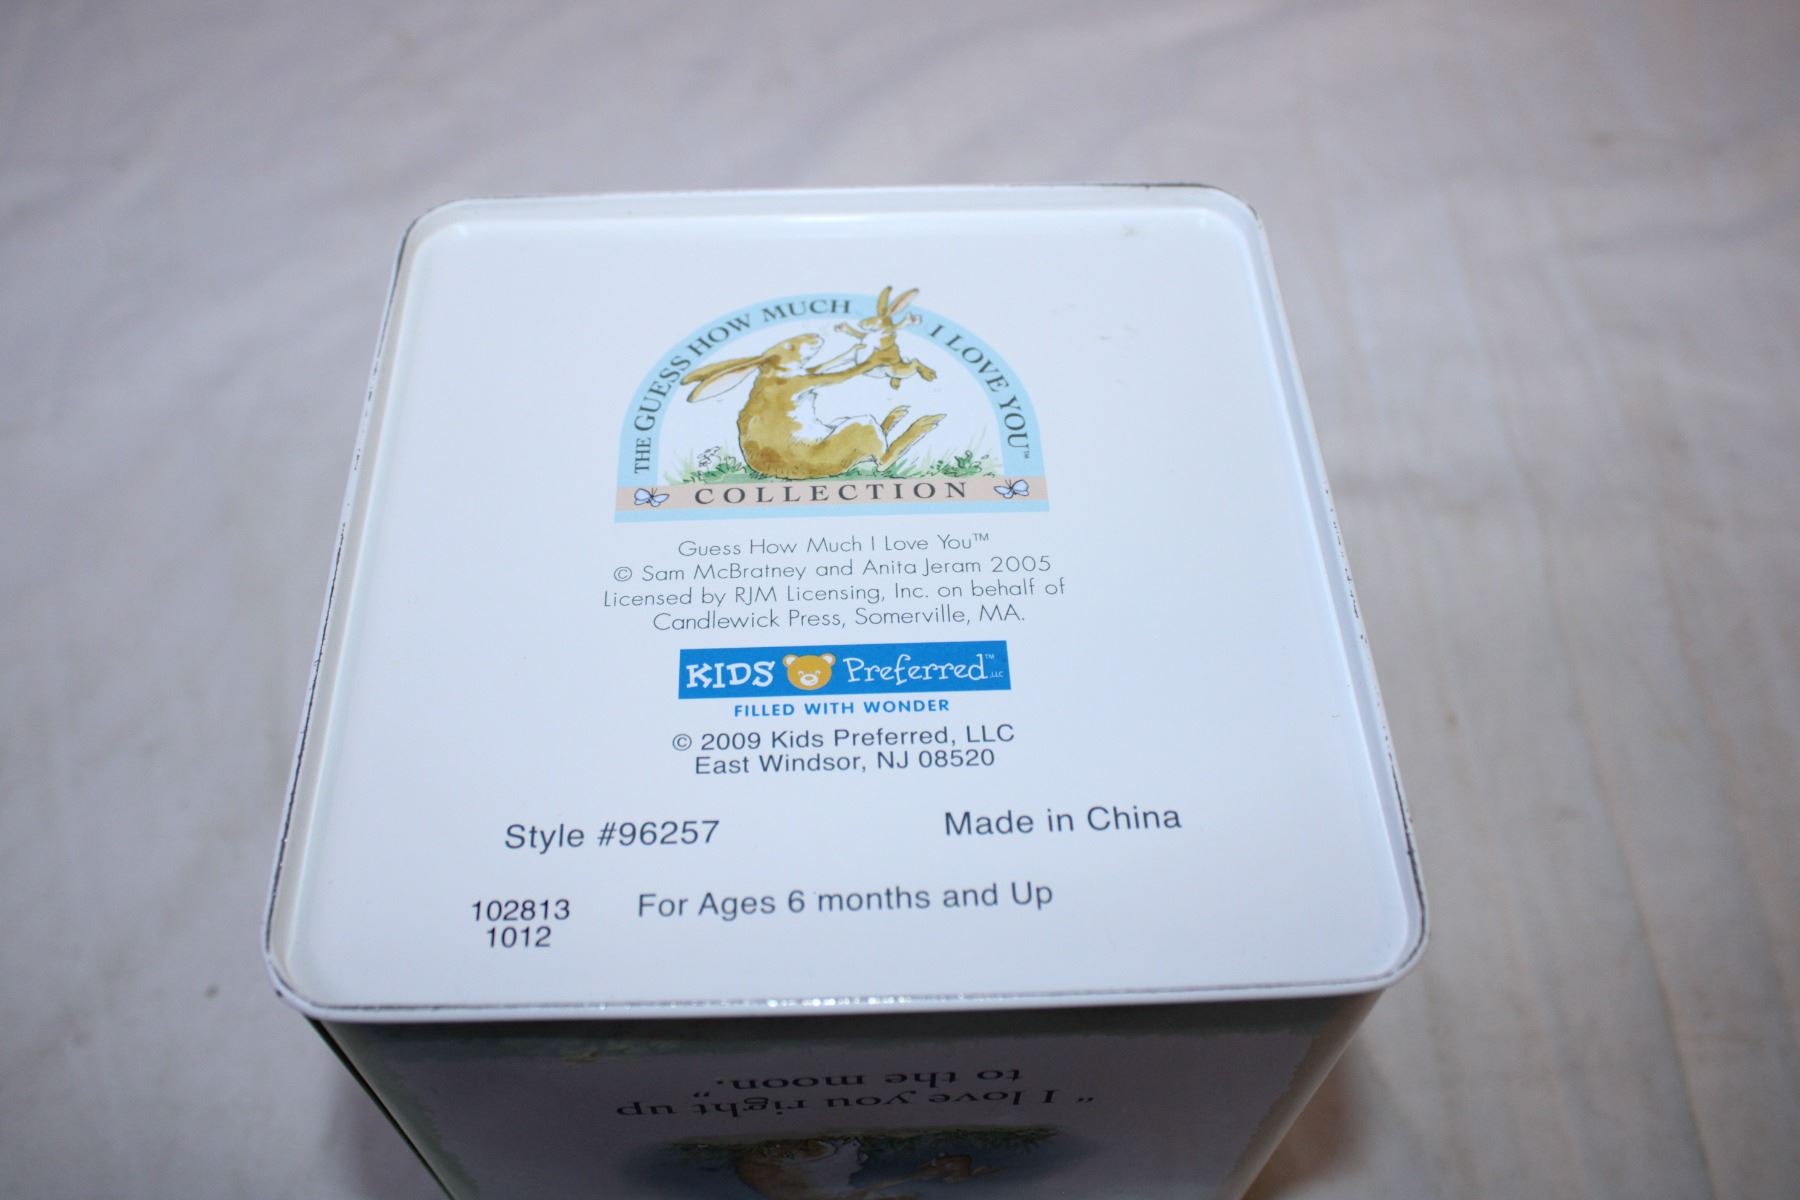 THE GUESS HOW MUCH I LOVE YOU™
COLLECTION
Guess How Much I Love You™
© Sam McBratney and Anita Jeram 2005
Licensed by RJM Licensing, Inc. on behalf of
Candlewick Press, Somerville, MA.
KIDS Preferred™ LLC
FILLED WITH WONDER
© 2009 Kids Preferred, LLC
East Windsor, NJ 08520
Style #96257
Made in China
102813
1012
For Ages 6 months and Up
"I love you right up
to the moon."